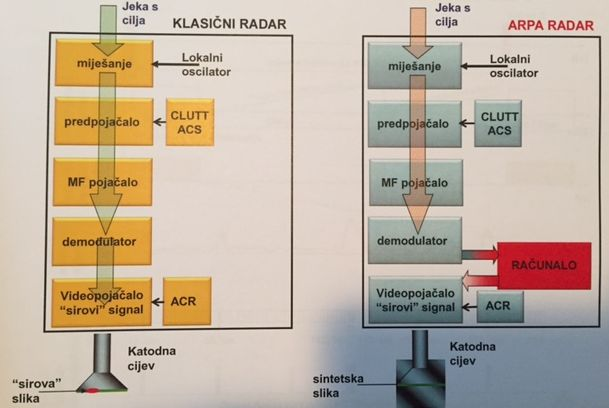 Jeka s
cilja
KLASIČNI RADAR
miješanje
Lokalni
oscilator
predpojačalo
CLUTT
ACS
MF pojačalo
demodulator
Videopojačalo
"sirovi" signal
ACR
Katodna
cijev
"sirova"
slika
Jeka s
cilja
ARPA RADAR
miješanje
Lokalni
oscilator
predpojačalo
CLUTT
ACS
MF pojačalo
demodulator
RAČUNALO
Videopojačalo
"sirovi" signal
ACR
Katodna
cijev
sintetska
slika